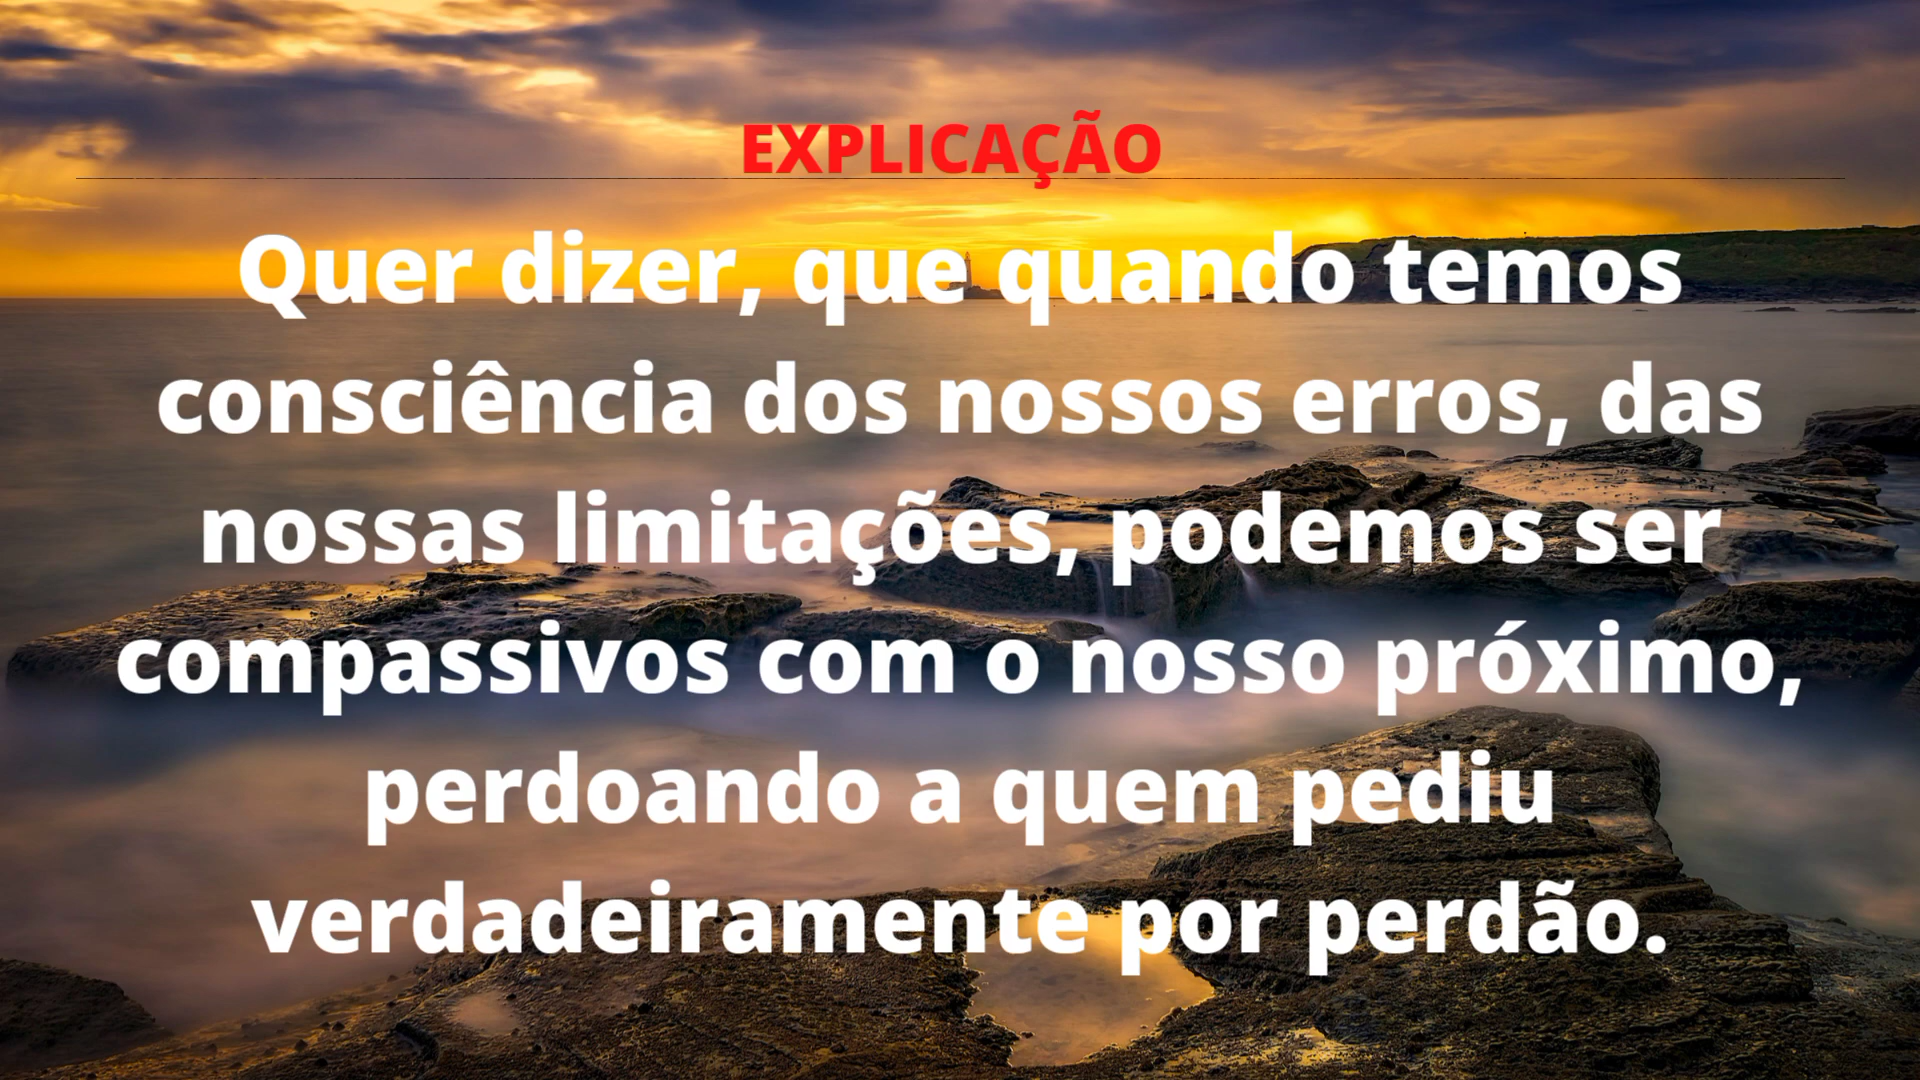 EXPLICAÇÃO
Quer dizer, que quando temos
consciência dos nossos erros, das
nossas limitações, podemos ser
compassivos com o nosso próximo,
perdoando a quem pediu
verdadeiramente por perdão.